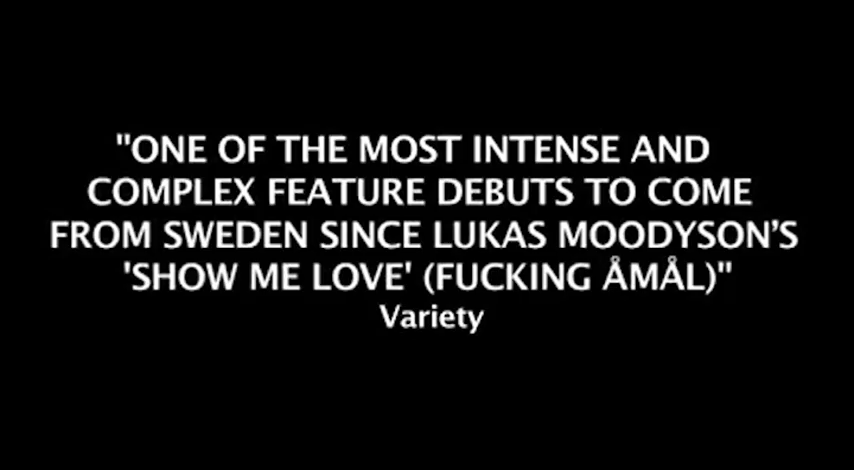 "ONE OF THE MOST INTENSE AND
COMPLEX FEATURE DEBUTS TO COME
FROM SWEDEN SINCE LUKAS MOODYSON’S
'SHOW ME LOVE' (FUCKING ÅMÅL)"
Variety